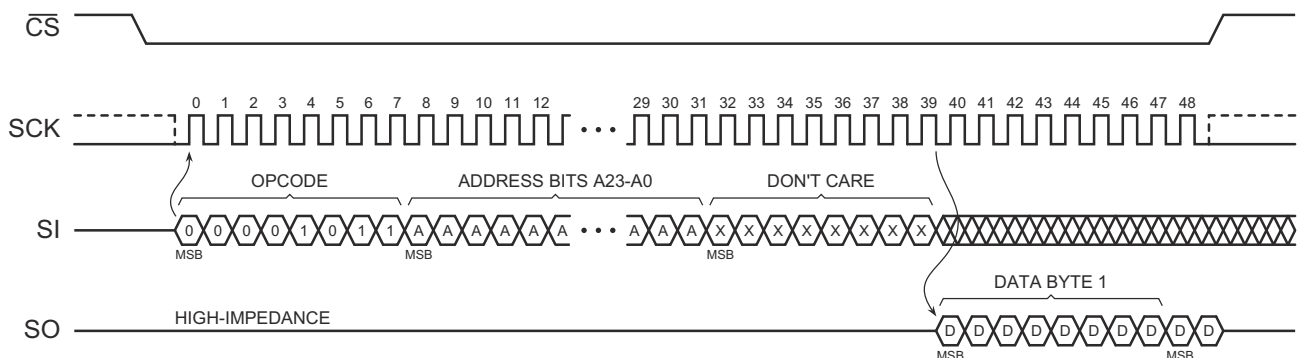 CS
0 1 2 3 4 5 6 7 8 9 10 11 12 29 30 31 32 33 34 35 36 37 38 39 40 41 42 43 44 45 46 47 48
SCK
OPCODE ADDRESS BITS A23-A0 DON'T CARE
SI 0 0 0 0 1 0 1 1 A A A A A A A A A X X X X X X X X
MSB MSB MSB
DATA BYTE 1
HIGH-IMPEDANCE
SO D D D D D D D D D D
MSB MSB